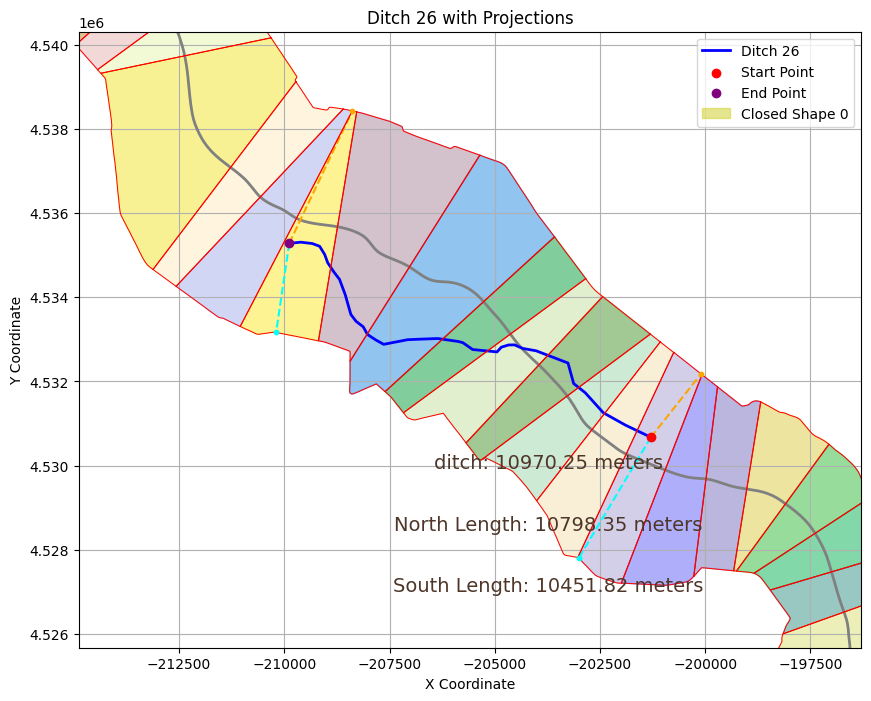 Ditch 26 with Projections
1e6
Ditch 26
Start Point
End Point
Closed Shape 0
4.540
4.538
4.536
4.534
4.532
4.530
4.528
4.526
Y Coordinate
ditch: 10970.25 meters
North Length: 10798.35 meters
South Length: 10451.82 meters
−212500 −210000 −207500 −205000 −202500 −200000 −197500
X Coordinate